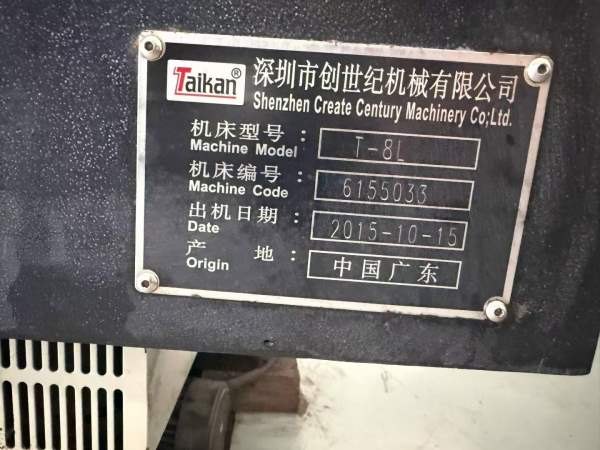 Taikan® 深圳市创世纪机械有限公司
Shenzhen Create Century Machinery Co;Ltd.
机床型号: T-8L
Machine Model
机床编号: 6155033
Machine Code
出机日期: 2015-10-15
Date
产 地: 中国广东
Origin